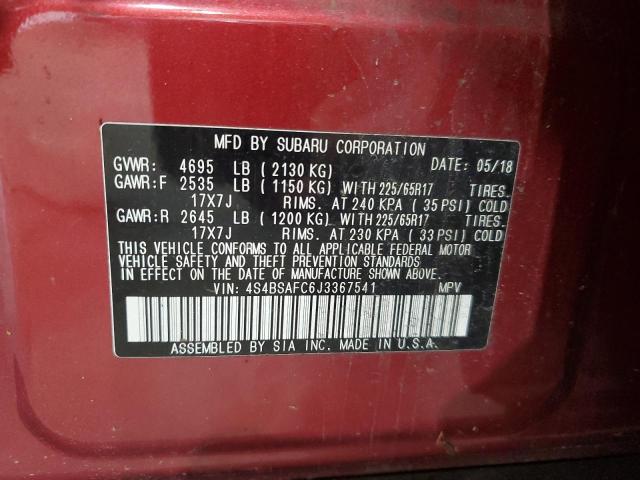 MFD BY SUBARU CORPORATION
GVWR: 4695 LB (2130 KG) DATE: 05/18
GAWR:F 2535 LB (1150 KG) WITH 225/65R17 TIRES.
17X7J RIMS. AT 240 KPA (35 PSI) COLD
GAWR:R 2645 LB (1200 KG) WITH 225/65R17 TIRES.
17X7J RIMS. AT 230 KPA (33 PSI) COLD
THIS VEHICLE CONFORMS TO ALL APPLICABLE FEDERAL MOTOR
VEHICLE SAFETY AND THEFT PREVENTION STANDARDS
IN EFFECT ON THE DATE OF MANUFACTURE SHOWN ABOVE.
VIN: 4S4BSAFC6J3367541 MPV
ASSEMBLED BY SIA INC. MADE IN U.S.A.